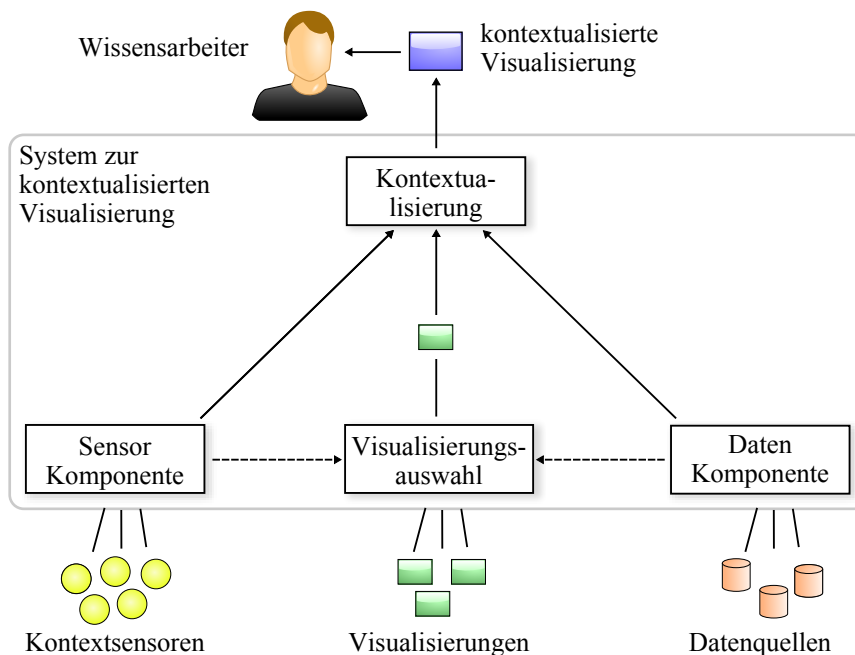 Wissensarbeiter
kontextualisierte
Visualisierung
System zur
kontextualisierten
Visualisierung
Kontextua-
lisierung
Sensor
Komponente
Visualisierungs-
auswahl
Daten
Komponente
Kontextsensoren
Visualisierungen
Datenquellen